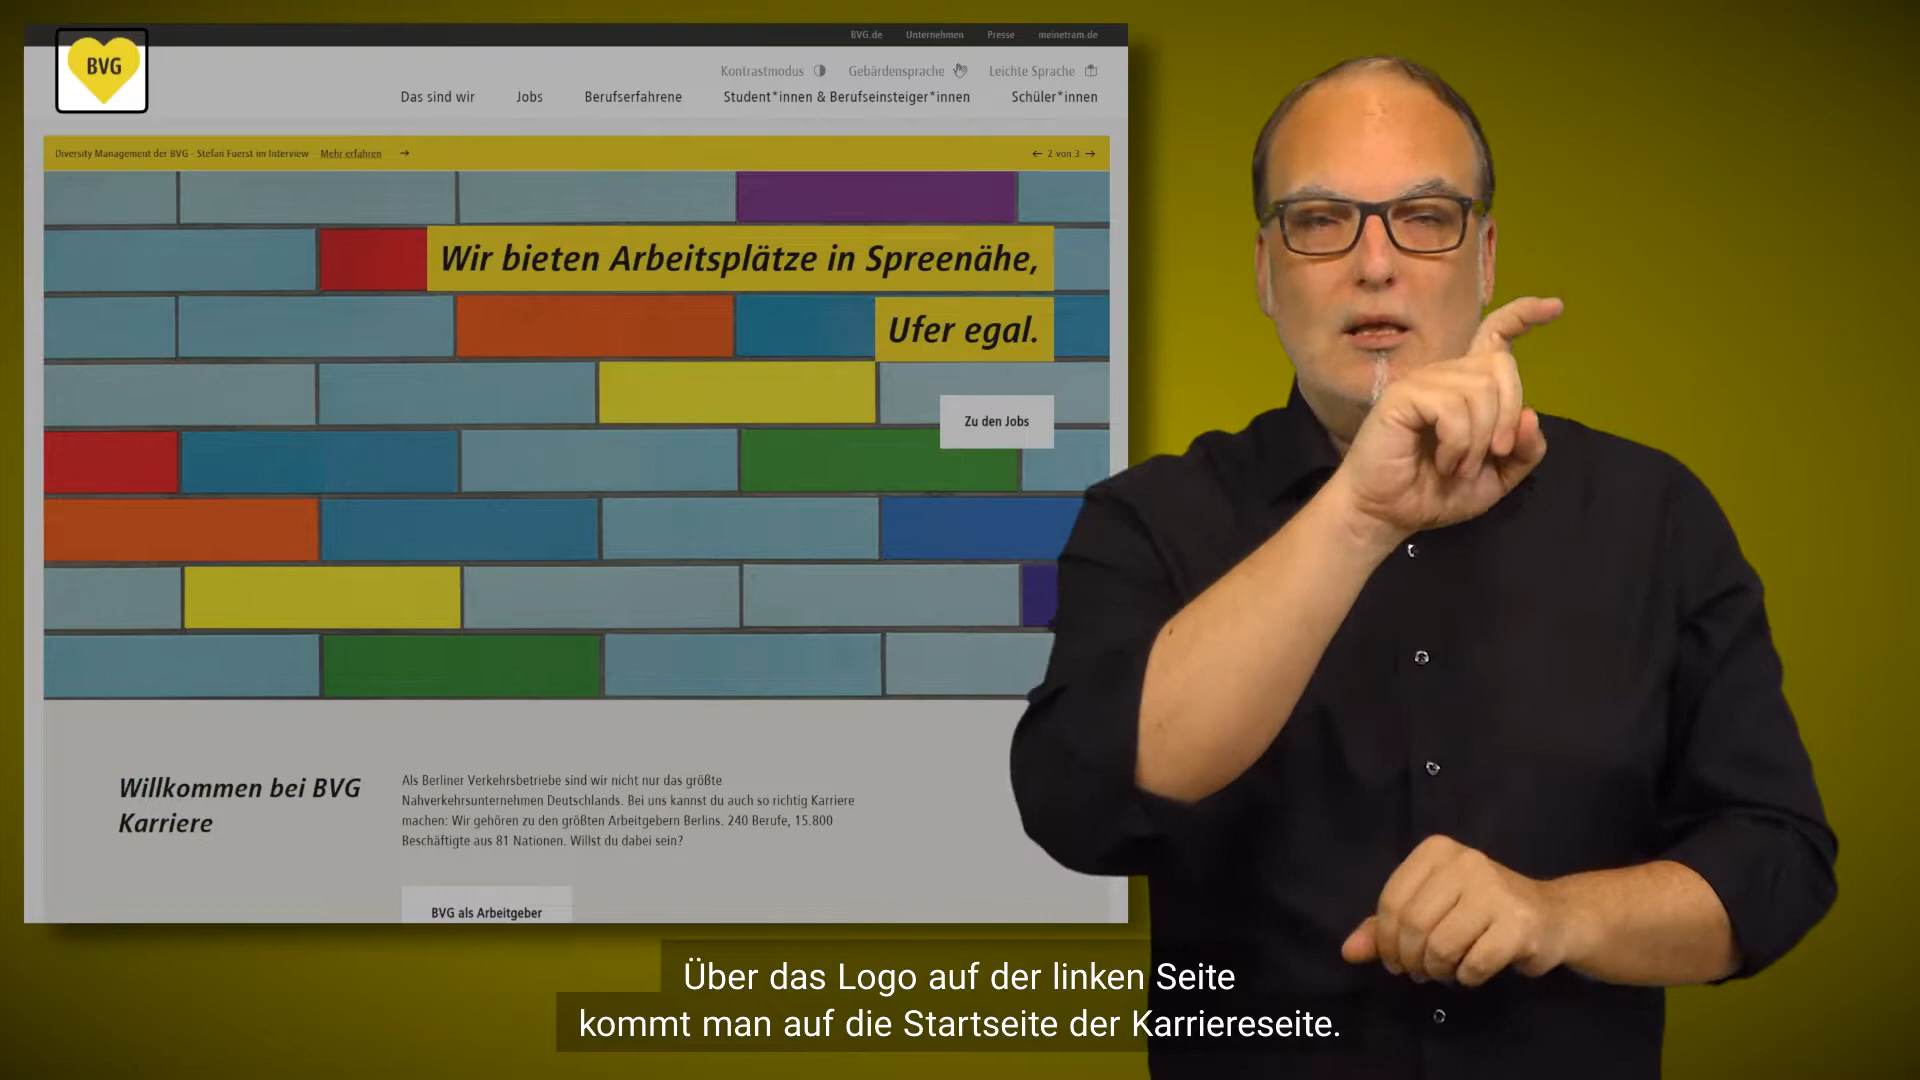 BVG.de Unternehmen Presse meinetram.de
BVG
Kontrastmodus Gebärdensprache Leichte Sprache
Das sind wir Jobs Berufserfahrene Student*innen & Berufseinsteiger*innen Schüler*innen
Diversity Management der BVG - Stefan Fuerst im Interview Mehr erfahren → ← 2 von 3 →
Wir bieten Arbeitsplätze in Spreenähe,
Ufer egal.
Zu den Jobs
Willkommen bei BVG
Karriere
Als Berliner Verkehrsbetriebe sind wir nicht nur das größte
Nahverkehrsunternehmen Deutschlands. Bei uns kannst du auch so richtig Karriere
machen: Wir gehören zu den größten Arbeitgebern Berlins. 240 Berufe, 15.800
Beschäftigte aus 81 Nationen. Willst du dabei sein?
BVG als Arbeitgeber
Über das Logo auf der linken Seite
kommt man auf die Startseite der Karriereseite.